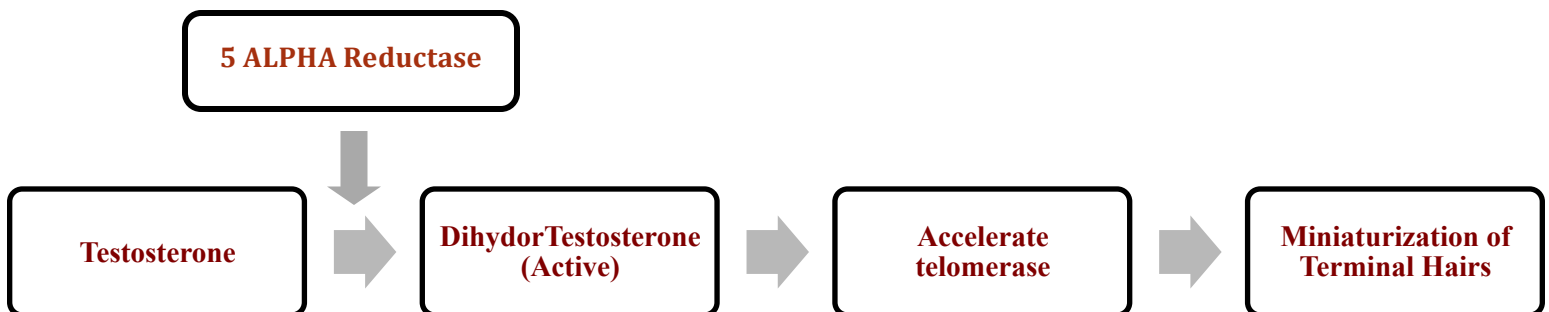 5 ALPHA Reductase
Testosterone
DihydorTestosterone
(Active)
Accelerate
telomerase
Miniaturization of
Terminal Hairs